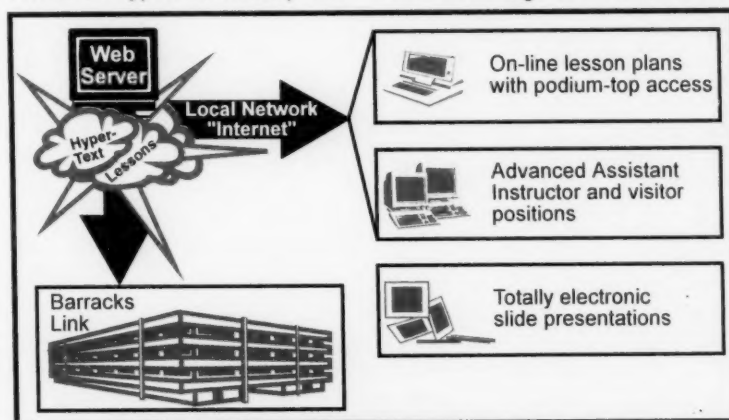 Web
Server
Hyper-
Text
Lessons
Local Network
"Internet"
On-line lesson plans
with podium-top access
Advanced Assistant
Instructor and visitor
positions
Barracks
Link
Totally electronic
slide presentations